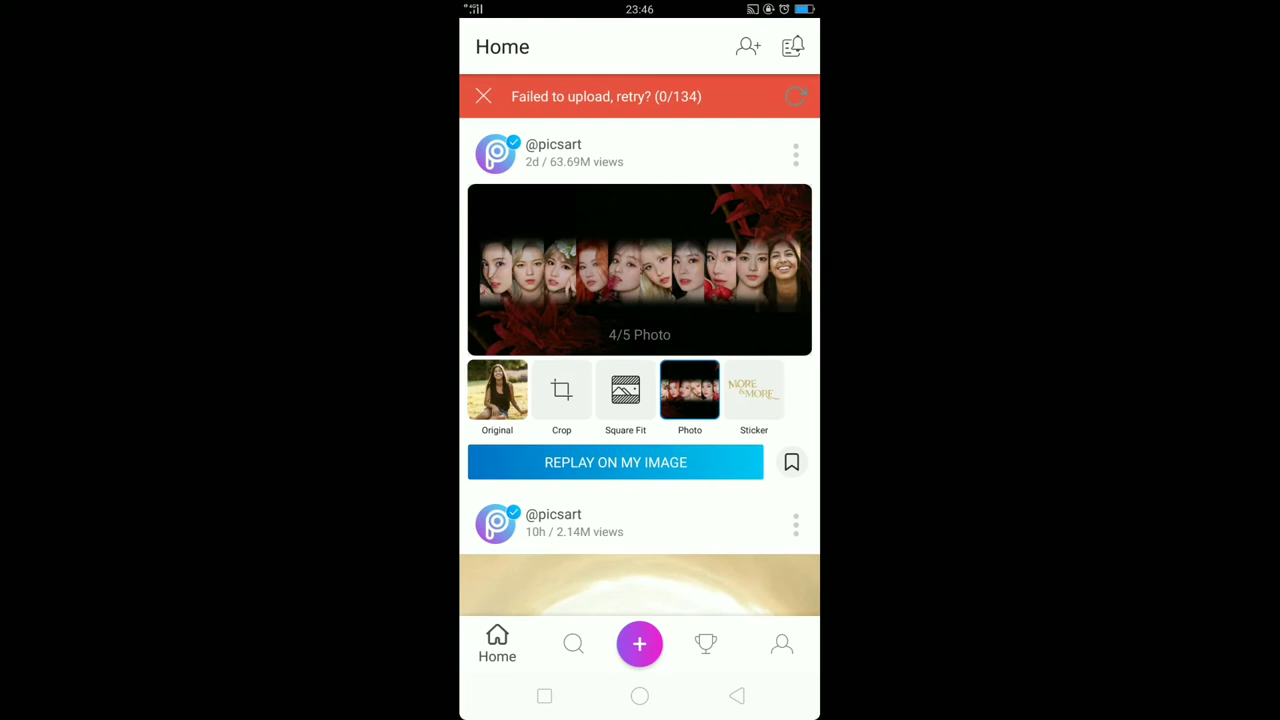 4G 23:46
Home
Failed to upload, retry? (0/134)
@picsart
2d / 63.69M views
4/5 Photo
MORE
& MORE
Original Crop Square Fit Photo Sticker
REPLAY ON MY IMAGE
@picsart
10h / 2.14M views
Home